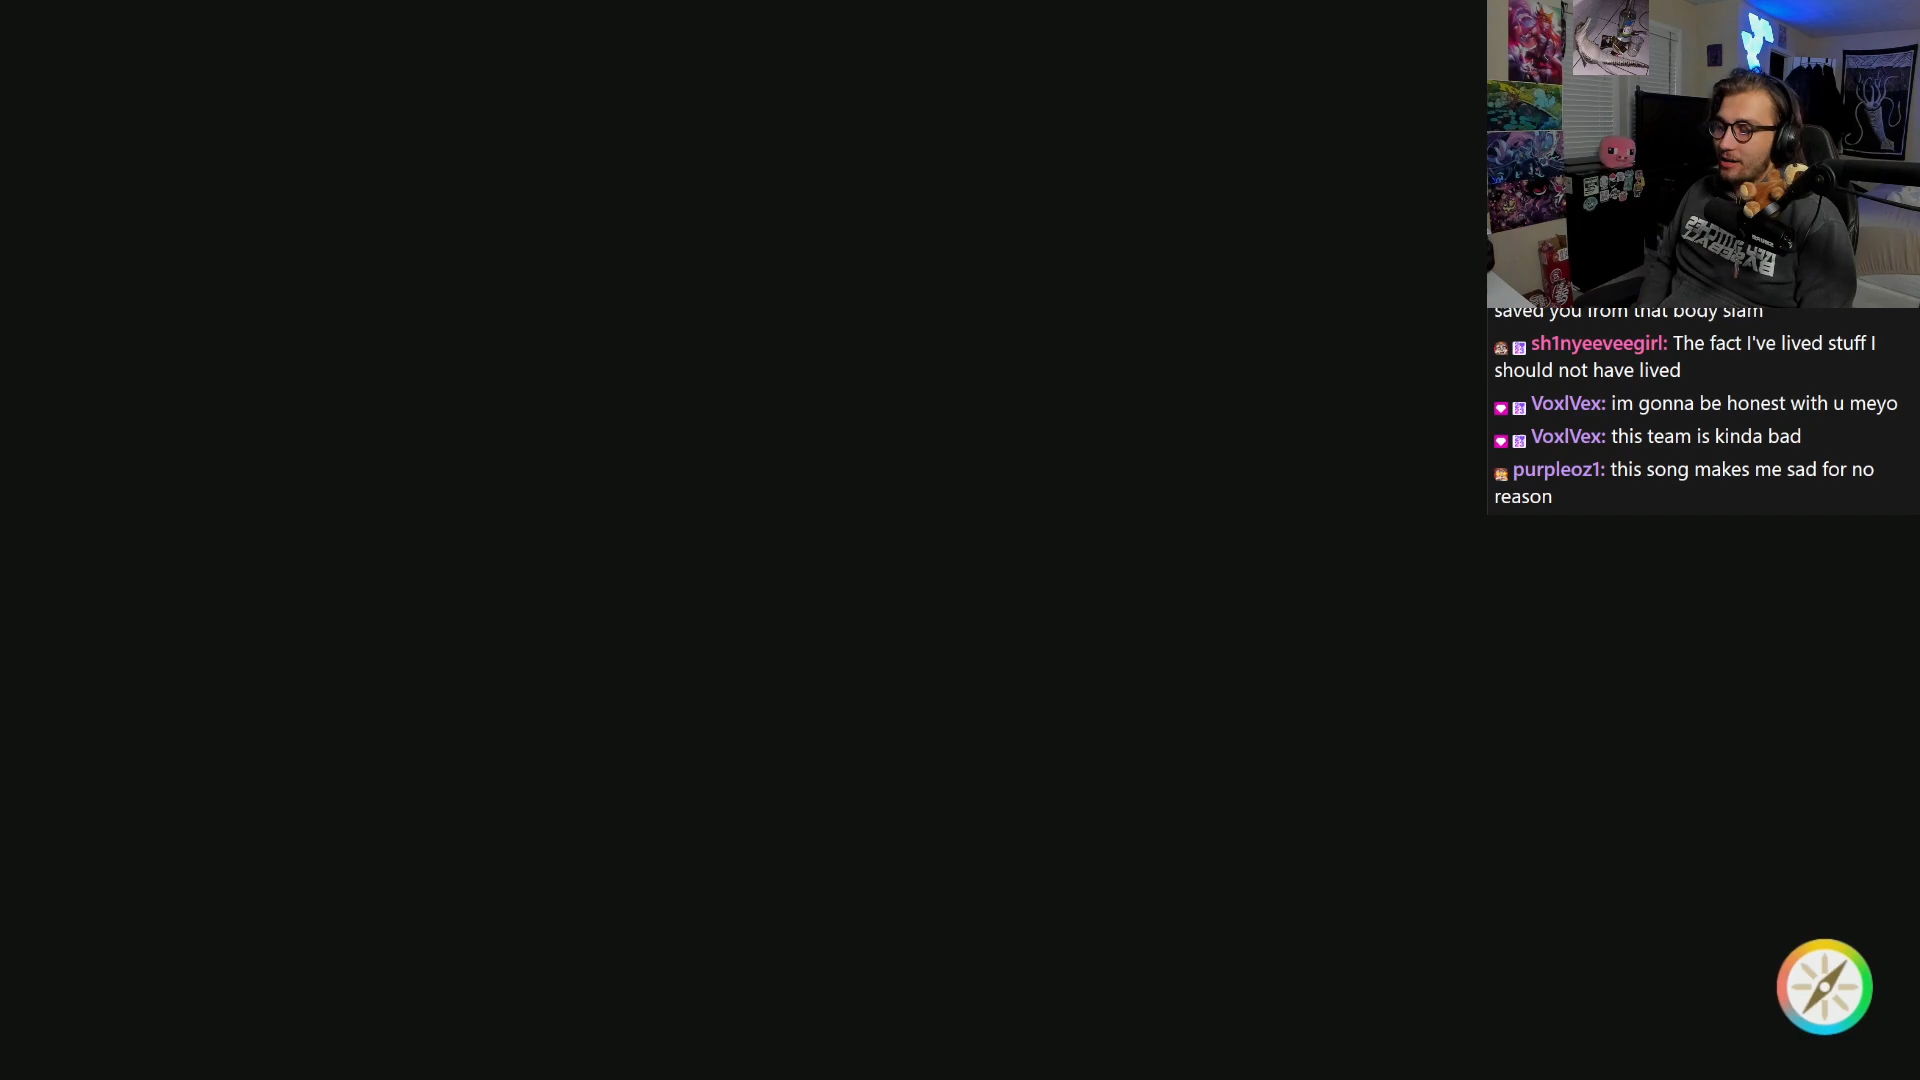 saved you from that body slam
sh1nyeeveegirl: The fact I've lived stuff I
should not have lived
VoxlVex: im gonna be honest with u meyo
VoxlVex: this team is kinda bad
purpleoz1: this song makes me sad for no
reason